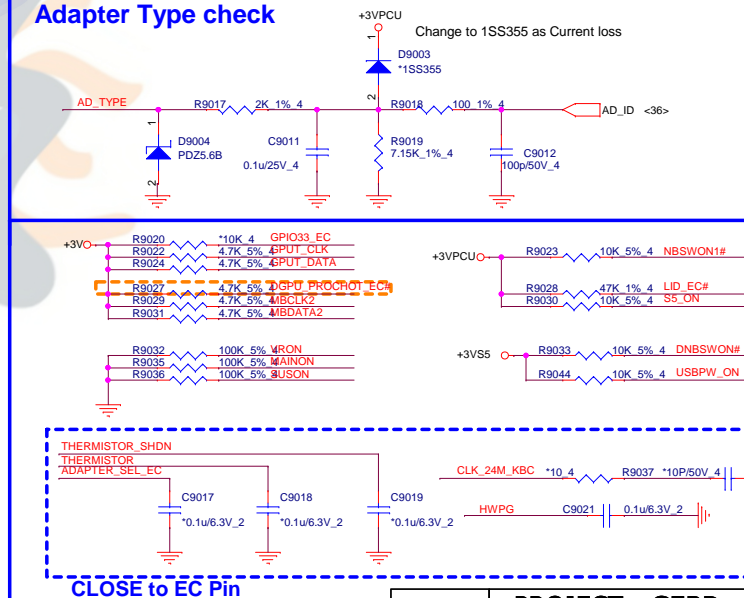 Adapter Type check
+3VPCU
Change to 1SS355 as Current loss
1
D9003
*1SS355
2
AD_TYPE
R9017
2K_1%_4
R9018
100_1%_4
AD_ID <36>
1
D9004
PDZ5.6B
2
C9011
0.1u/25V_4
R9019
7.15K_1%_4
C9012
100p/50V_4
+3V
R9020 *10K_4 GPIO33_EC
R9022 4.7K_5%_4 GPUT_CLK
R9024 4.7K_5%_4 GPUT_DATA
R9027 4.7K_5%_4 DGPU_PROCHOT_EC#
R9029 4.7K_5%_4 MBCLK2
R9031 4.7K_5%_4 MBDATA2
R9032 100K_5%_4 VRON
R9035 100K_5%_4 MAINON
R9036 100K_5%_4 SUSON
+3VPCU
R9023 10K_5%_4 NBSWON1#
R9028 47K_1%_4 LID_EC#
R9030 10K_5%_4 S5_ON
+3VS5
R9033 10K_5%_4 DNBSWON#
R9044 10K_5%_4 USBPW_ON
THERMISTOR_SHDN
THERMISTOR
ADAPTER_SEL_EC
C9017
*0.1u/6.3V_2
C9018
*0.1u/6.3V_2
C9019
*0.1u/6.3V_2
CLK_24M_KBC *10_4 R9037 *10P/50V_4
HWPG C9021 0.1u/6.3V_2
CLOSE to EC Pin